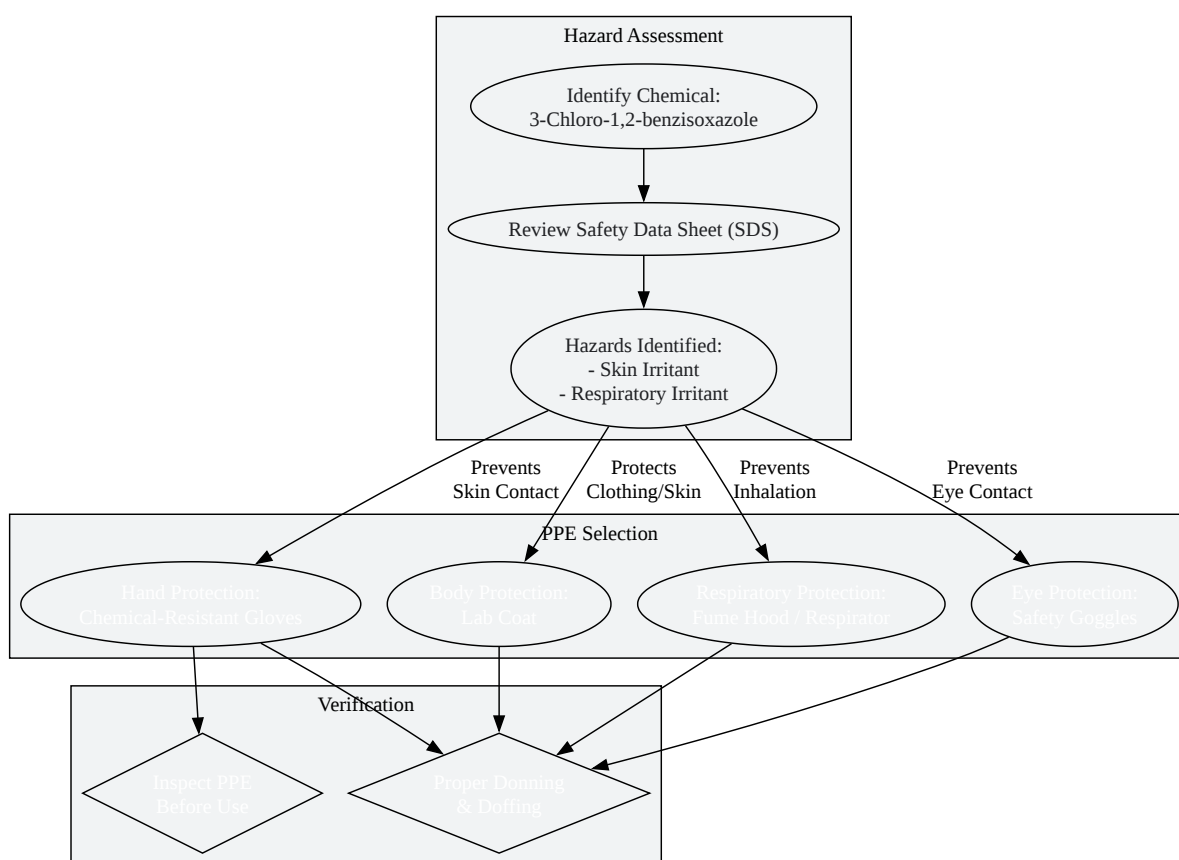 Hazard Assessment
Identify Chemical:
3-Chloro-1,2-benzisoxazole
Review Safety Data Sheet (SDS)
Hazards Identified:
- Skin Irritant
- Respiratory Irritant
Prevents
Skin Contact
Protects
Clothing/Skin
Prevents
Inhalation
Prevents
Eye Contact
PPE Selection
Hand Protection:
Chemical-Resistant Gloves
Body Protection:
Lab Coat
Respiratory Protection:
Fume Hood / Respirator
Eye Protection:
Safety Goggles
Verification
Inspect PPE
Before Use
Proper Donning
& Doffing